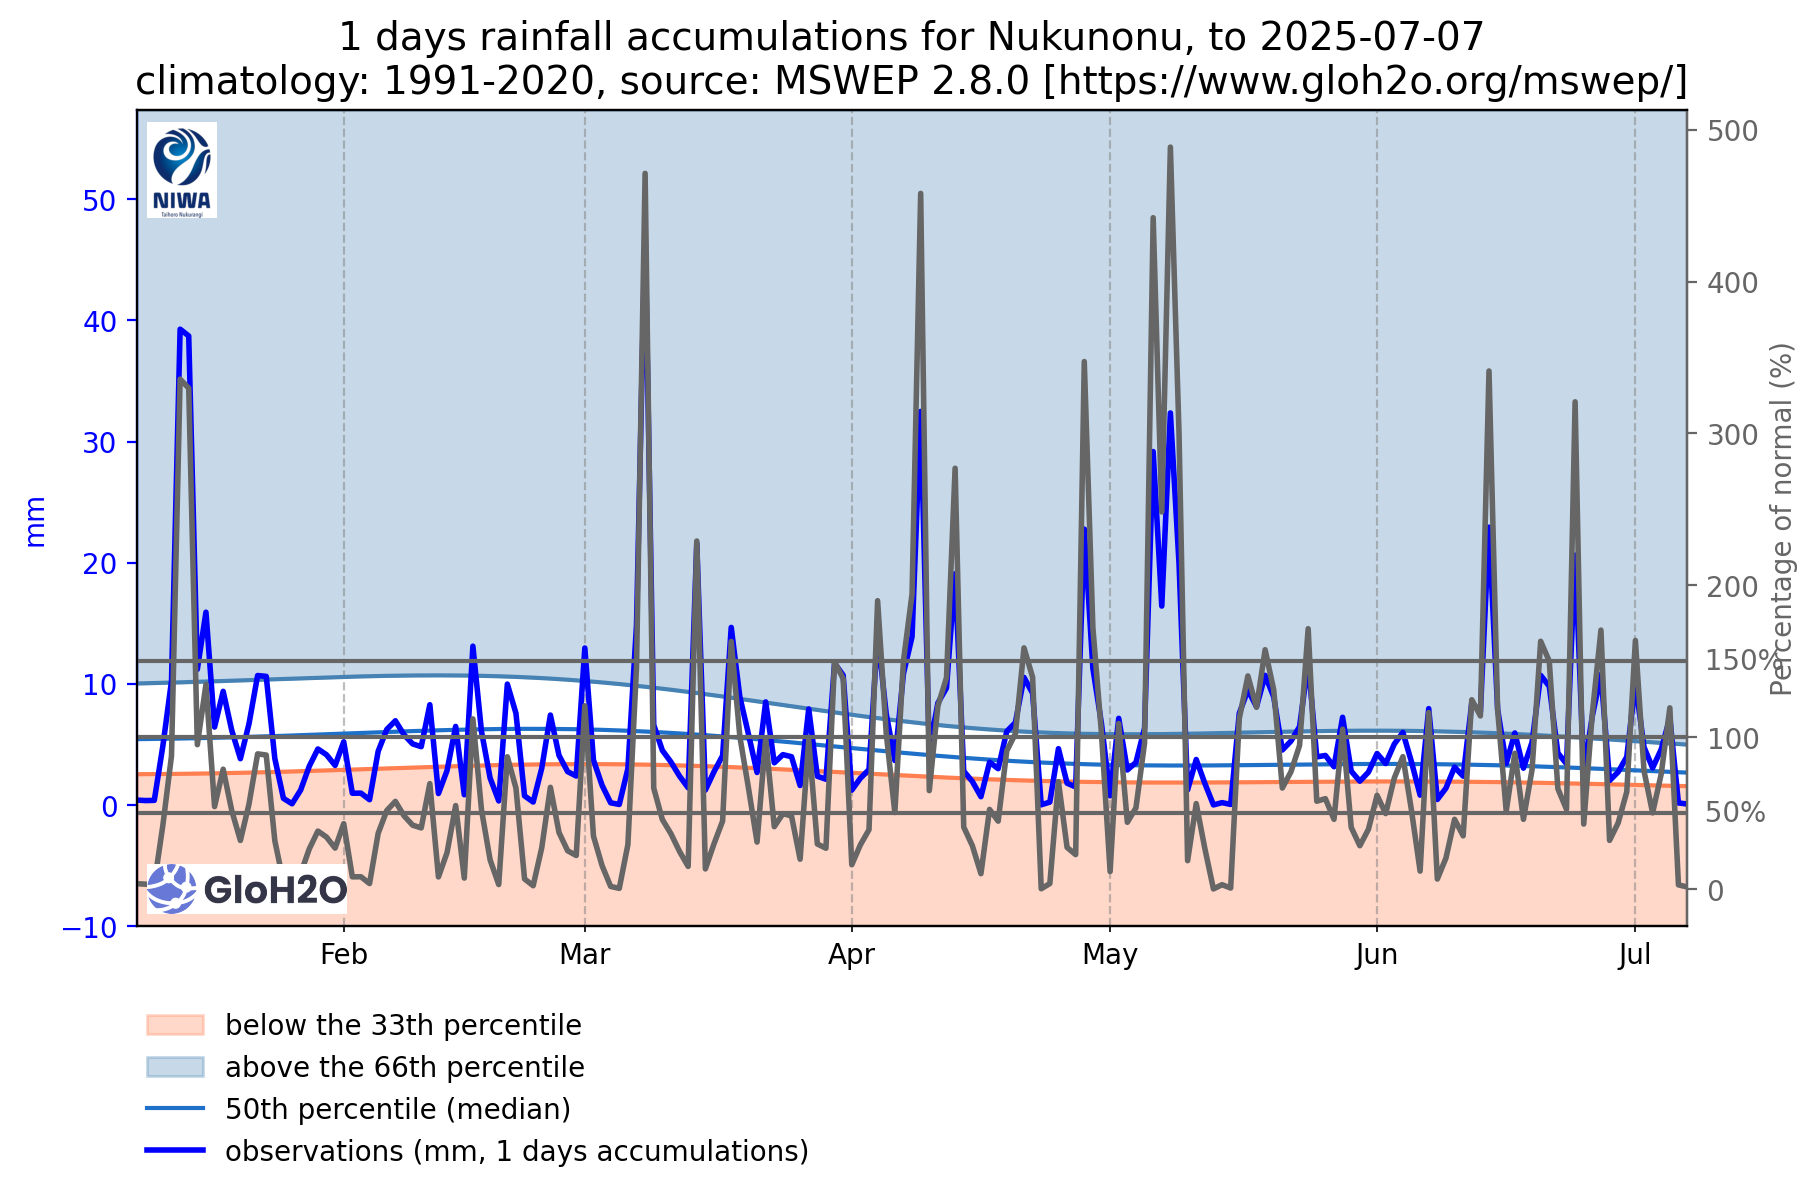 1 days rainfall accumulations for Nukunonu, to 2025-07-07
climatology: 1991-2020, source: MSWEP 2.8.0 [https://www.gloh2o.org/mswep/]
NIWA
Taihoro Nukurangi
mm
50
40
30
20
10
0
−10
500
400
300
200
150%
100
50%
0
Percentage of normal (%)
GloH2O
Feb
Mar
Apr
May
Jun
Jul
below the 33th percentile
above the 66th percentile
50th percentile (median)
observations (mm, 1 days accumulations)